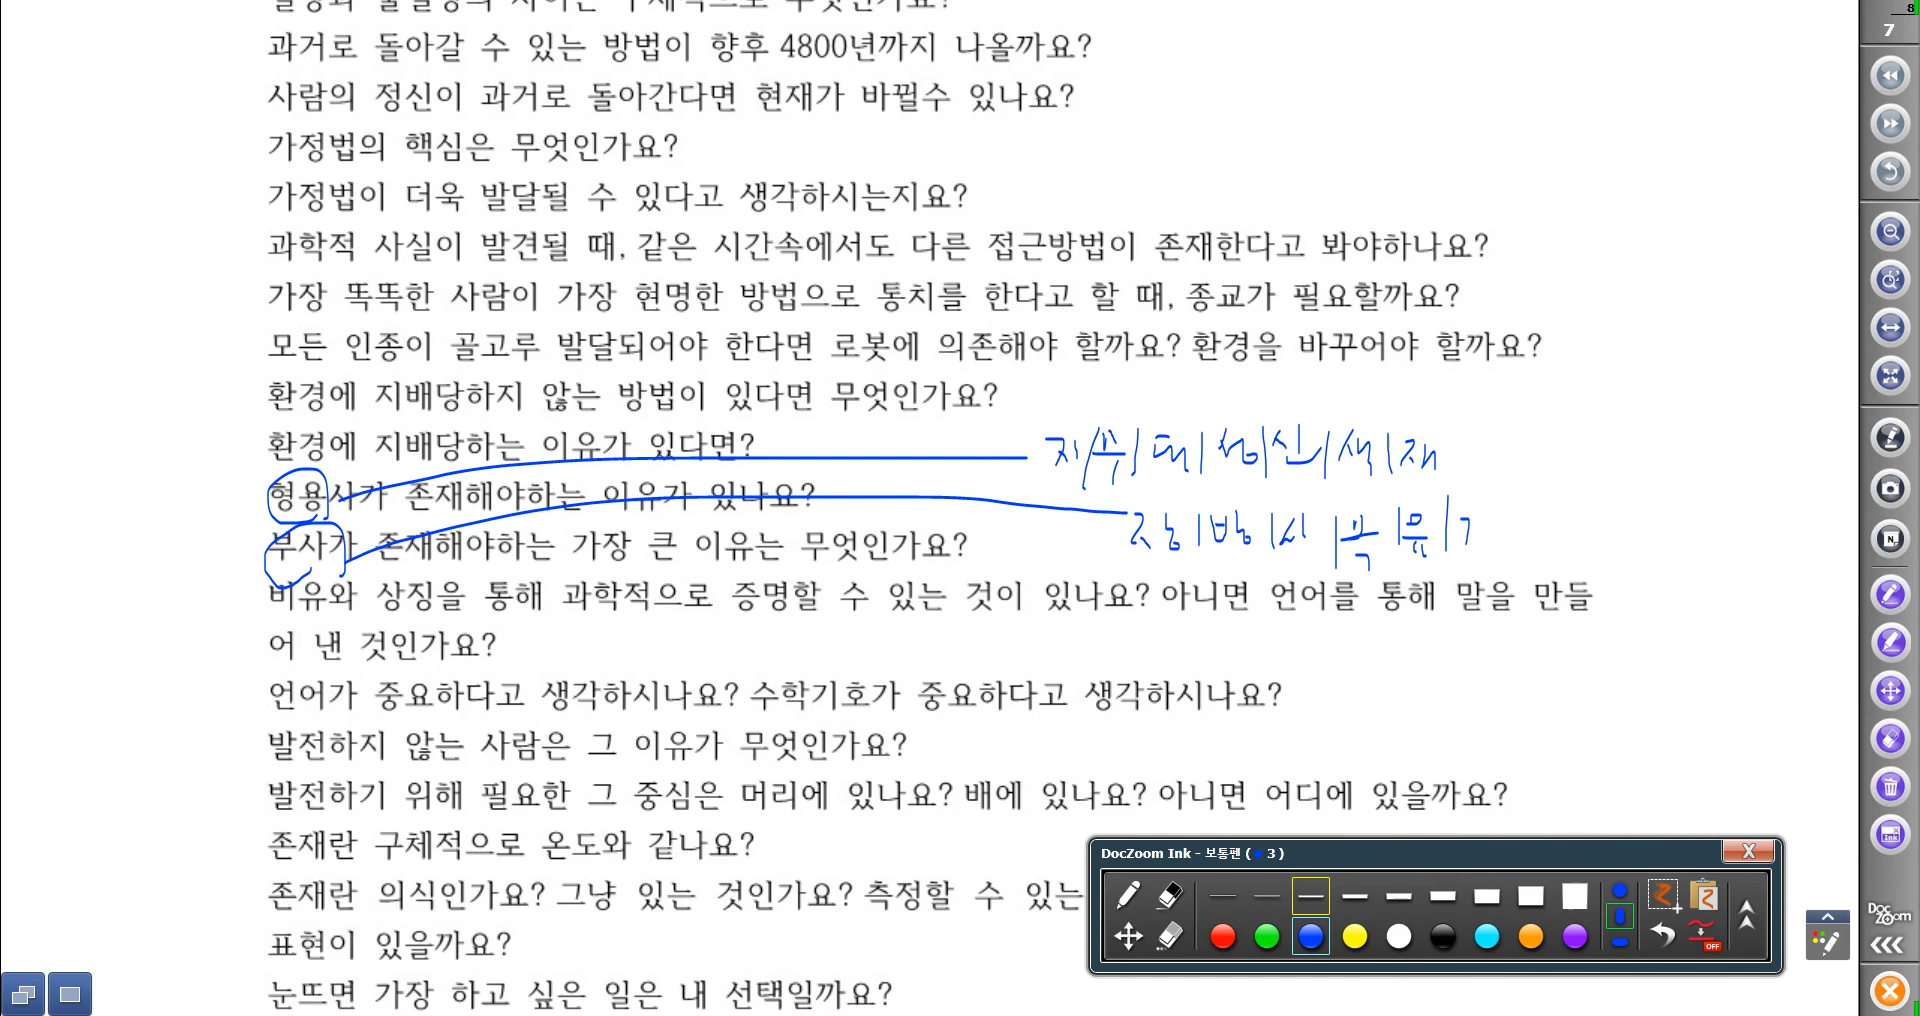 과거로 돌아갈 수 있는 방법이 향후 4800년까지 나올까요?
사람의 정신이 과거로 돌아간다면 현재가 바뀔수 있나요?
가정법의 핵심은 무엇인가요?
가정법이 더욱 발달될 수 있다고 생각하시는지요?
과학적 사실이 발견될 때, 같은 시간속에서도 다른 접근방법이 존재한다고 봐야하나요?
가장 똑똑한 사람이 가장 현명한 방법으로 통치를 한다고 할 때, 종교가 필요할까요?
모든 인종이 골고루 발달되어야 한다면 로봇에 의존해야 할까요? 환경을 바꾸어야 할까요?
환경에 지배당하지 않는 방법이 있다면 무엇인가요?
환경에 지배당하는 이유가 있다면?
형용사가 존재해야하는 이유가 있나요?
부사가 존재해야하는 가장 큰 이유는 무엇인가요?
비유와 상징을 통해 과학적으로 증명할 수 있는 것이 있나요? 아니면 언어를 통해 말을 만들
어 낸 것인가요?
언어가 중요하다고 생각하시나요? 수학기호가 중요하다고 생각하시나요?
발전하지 않는 사람은 그 이유가 무엇인가요?
발전하기 위해 필요한 그 중심은 머리에 있나요? 배에 있나요? 아니면 어디에 있을까요?
존재란 구체적으로 온도와 같나요?
존재란 의식인가요? 그냥 있는 것인가요? 측정할 수 있는
표현이 있을까요?
눈뜨면 가장 하고 싶은 일은 내 선택일까요?
DocZoom Ink - 보통펜 ( 3 )
OFF
8
7
N
Ink
DocZoom